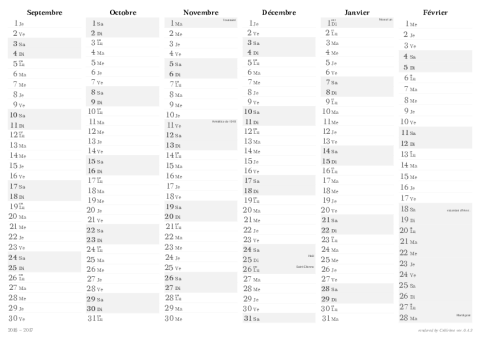 Septembre
1 Je
2 Ve
3 Sa
4 Di
5 Lu
6 Ma
7 Me
8 Je
9 Ve
10 Sa
11 Di
12 Lu
13 Ma
14 Me
15 Je
16 Ve
17 Sa
18 Di
19 Lu
20 Ma
21 Me
22 Je
23 Ve
24 Sa
25 Di
26 Lu
27 Ma
28 Me
29 Je
30 Ve
Octobre
1 Sa
2 Di
3 Lu
4 Ma
5 Me
6 Je
7 Ve
8 Sa
9 Di
10 Lu
11 Ma
12 Me
13 Je
14 Ve
15 Sa
16 Di
17 Lu
18 Ma
19 Me
20 Je
21 Ve
22 Sa
23 Di
24 Lu
25 Ma
26 Me
27 Je
28 Ve
29 Sa
30 Di
31 Lu
Novembre
1 Ma
2 Me
3 Je
4 Ve
5 Sa
6 Di
7 Lu
8 Ma
9 Me
10 Je
11 Ve
12 Sa
13 Di
14 Lu
15 Ma
16 Me
17 Je
18 Ve
19 Sa
20 Di
21 Lu
22 Ma
23 Me
24 Je
25 Ve
26 Sa
27 Di
28 Lu
29 Ma
30 Me
Décembre
1 Je
2 Ve
3 Sa
4 Di
5 Lu
6 Ma
7 Me
8 Je
9 Ve
10 Sa
11 Di
12 Lu
13 Ma
14 Me
15 Je
16 Ve
17 Sa
18 Di
19 Lu
20 Ma
21 Me
22 Je
23 Ve
24 Sa
25 Di
26 Lu
27 Ma
28 Me
29 Je
30 Ve
31 Sa
Janvier
1 Di
2 Lu
3 Ma
4 Me
5 Je
6 Ve
7 Sa
8 Di
9 Lu
10 Ma
11 Me
12 Je
13 Ve
14 Sa
15 Di
16 Lu
17 Ma
18 Me
19 Je
20 Ve
21 Sa
22 Di
23 Lu
24 Ma
25 Me
26 Je
27 Ve
28 Sa
29 Di
30 Lu
31 Ma
Février
1 Me
2 Je
3 Ve
4 Sa
5 Di
6 Lu
7 Ma
8 Me
9 Je
10 Ve
11 Sa
12 Di
13 Lu
14 Ma
15 Me
16 Je
17 Ve
18 Sa
19 Di
20 Lu
21 Ma
22 Me
23 Je
24 Ve
25 Sa
26 Di
27 Lu
28 Ma
2016 – 2017